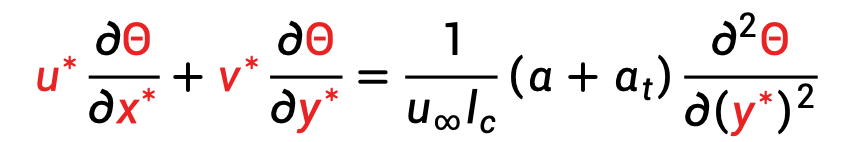 u* ∂Θ/∂x* + v* ∂Θ/∂y* = 1/(u∞ l_c) (a + a_t) ∂²Θ/∂(y*)²